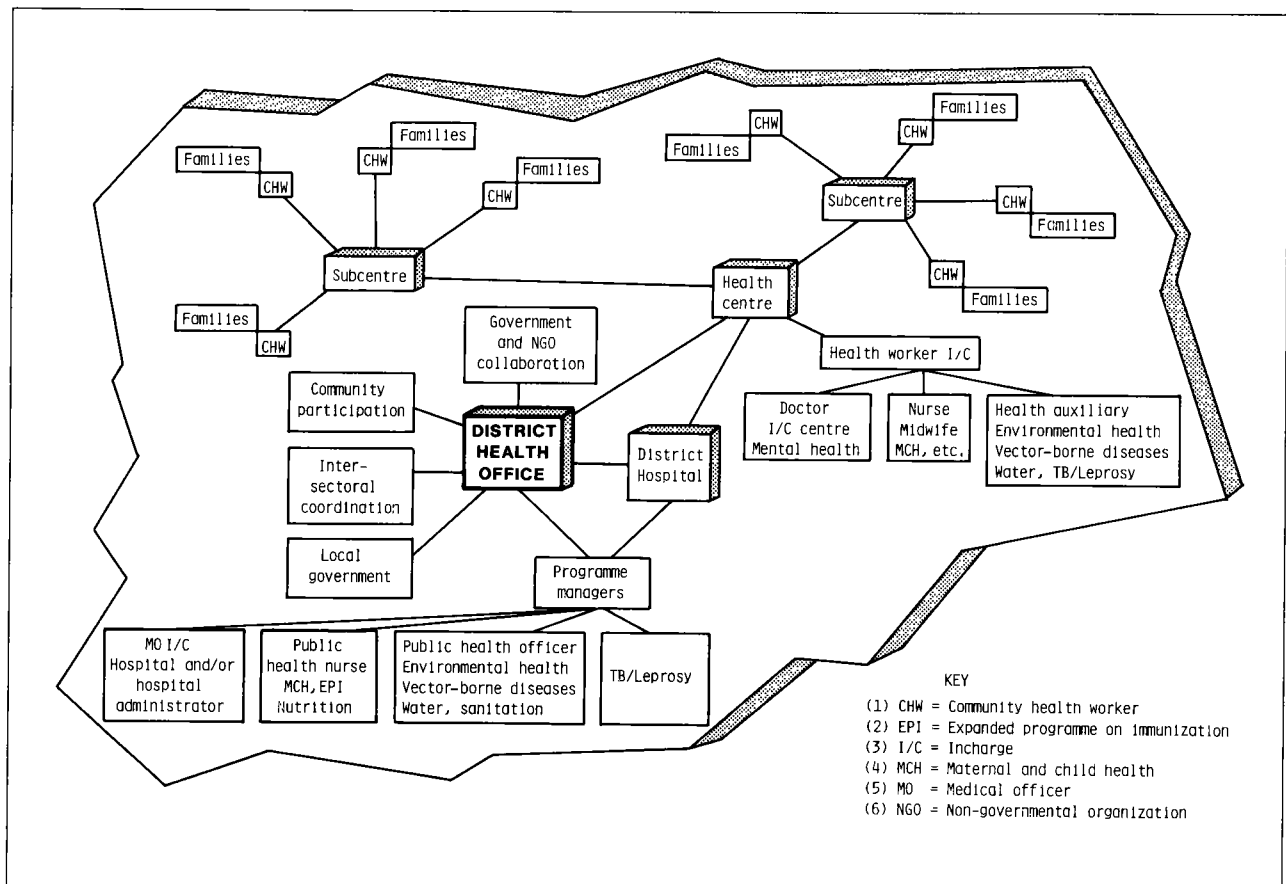 Families
CHW
Families
CHW
Families
CHW
Families
CHW
Subcentre
CHW
Families
Families
CHW
CHW
Families
CHW
Families
Subcentre
Health
centre
Government
and NGO
collaboration
Community
participation
Inter-
sectoral
coordination
Local
government
DISTRICT
HEALTH
OFFICE
District
Hospital
Health worker I/C
Doctor
I/C centre
Mental health
Nurse
Midwife
MCH, etc.
Health auxiliary
Environmental health
Vector-borne diseases
Water, TB/Leprosy
Programme
managers
MO I/C
Hospital and/or
hospital
administrator
Public
health nurse
MCH, EPI
Nutrition
Public health officer
Environmental health
Vector-borne diseases
Water, sanitation
TB/Leprosy
KEY
(1) CHW = Community health worker
(2) EPI = Expanded programme on immunization
(3) I/C = Incharge
(4) MCH = Maternal and child health
(5) MO = Medical officer
(6) NGO = Non-governmental organization